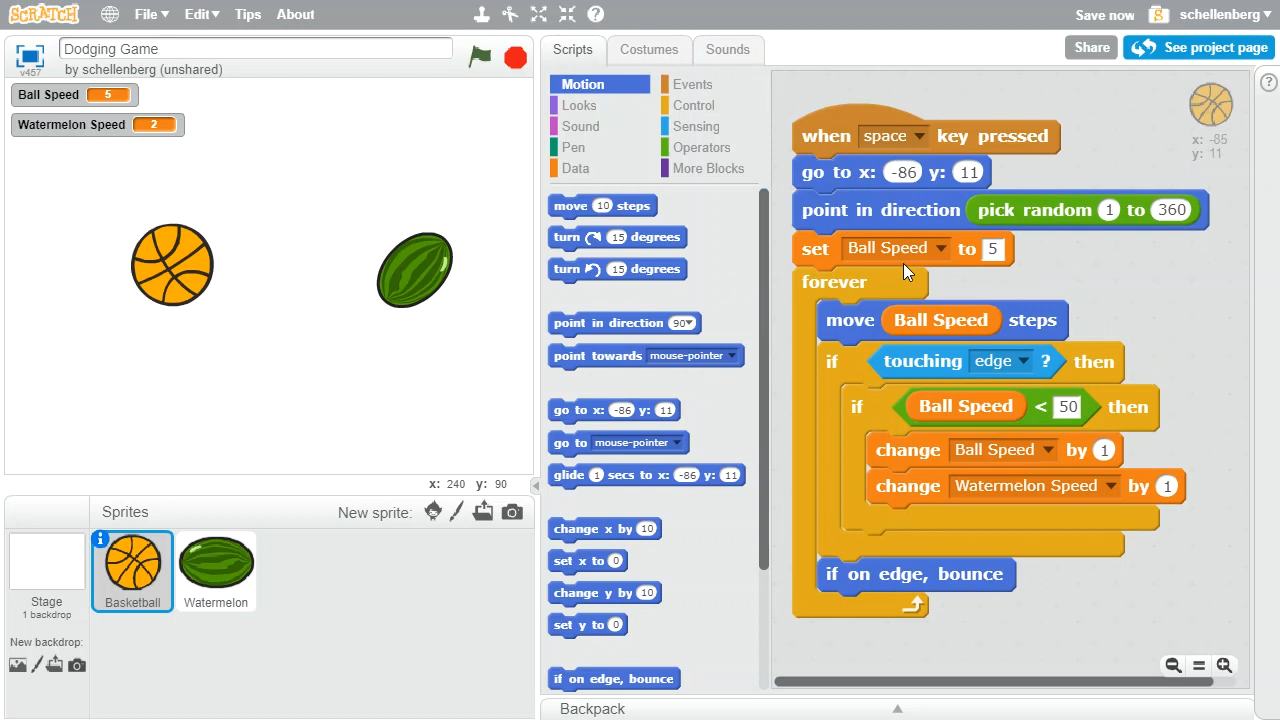 SCRATCH File Edit Tips About Save now schellenberg
Dodging Game
by schellenberg (unshared)
v457
Ball Speed 5
Watermelon Speed 2
x: 240 y: 90
Sprites New sprite:
Stage
1 backdrop
New backdrop:
Basketball
Watermelon
Scripts Costumes Sounds
Share See project page
Motion Events
Looks Control
Sound Sensing
Pen Operators
Data More Blocks
move 10 steps
turn 15 degrees
turn 15 degrees
point in direction 90
point towards mouse-pointer
go to x: -86 y: 11
go to mouse-pointer
glide 1 secs to x: -86 y: 11
change x by 10
set x to 0
change y by 10
set y to 0
if on edge, bounce
when space key pressed
go to x: -86 y: 11
point in direction pick random 1 to 360
set Ball Speed to 5
forever
move Ball Speed steps
if touching edge ? then
if Ball Speed < 50 then
change Ball Speed by 1
change Watermelon Speed by 1
if on edge, bounce
x: -85
y: 11
Backpack